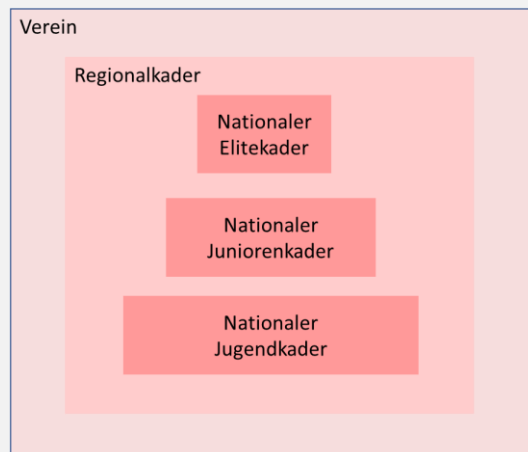 Verein
Regionalkader
Nationaler
Elitekader
Nationaler
Juniorenkader
Nationaler
Jugendkader